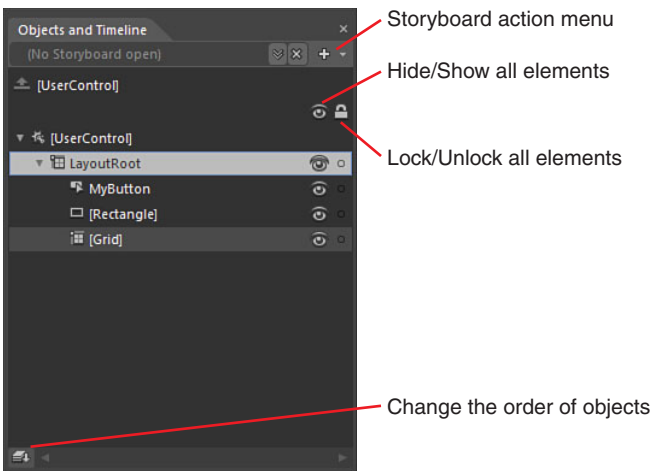 Objects and Timeline
Storyboard action menu
(No Storyboard open)
Hide/Show all elements
[UserControl]
[UserControl]
Lock/Unlock all elements
LayoutRoot
MyButton
[Rectangle]
[Grid]
Change the order of objects